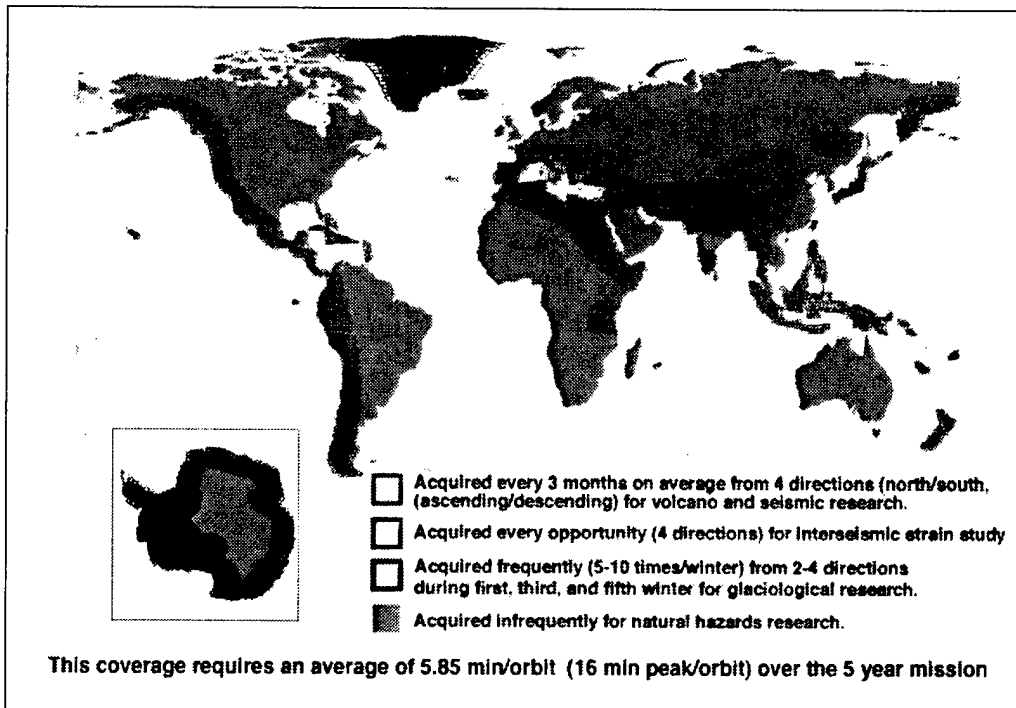 Acquired every 3 months on average from 4 directions (north/south,
(ascending/descending) for volcano and seismic research.
Acquired every opportunity (4 directions) for interseismic strain study
Acquired frequently (5-10 times/winter) from 2-4 directions
during first, third, and fifth winter for glaciological research.
Acquired infrequently for natural hazards research.
This coverage requires an average of 5.85 min/orbit (16 min peak/orbit) over the 5 year mission